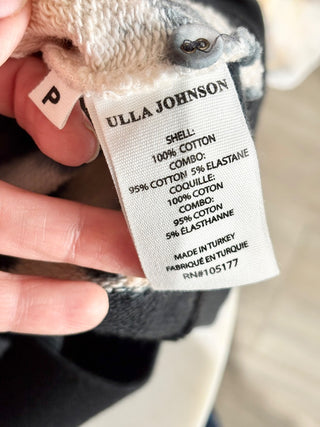 P
ULLA JOHNSON
SHELL:
100% COTTON
COMBO:
95% COTTON 5% ELASTANE
COQUILLE:
100% COTON
COMBO:
95% COTON
5% ÉLASTHANNE
MADE IN TURKEY
FABRIQUÉ EN TURQUIE
RN#105177